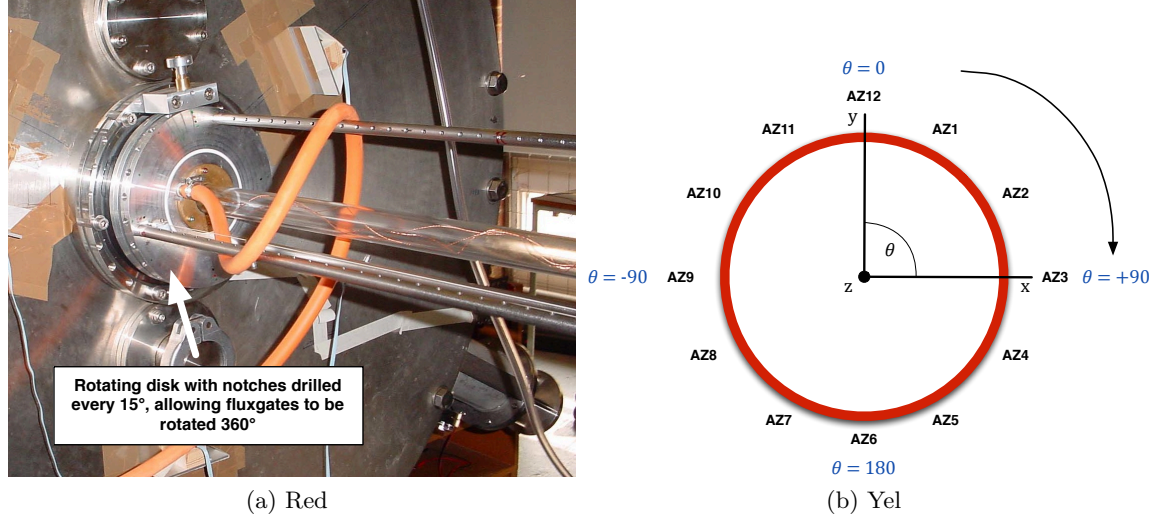 Rotating disk with notches drilled
every 15°, allowing fluxgates to be
rotated 360°
(a) Red
θ = 0
AZ12
y
AZ11
AZ1
AZ10
AZ2
θ
θ = -90
AZ9
z
x
AZ3
θ = +90
AZ8
AZ4
AZ7
AZ5
AZ6
θ = 180
(b) Yel